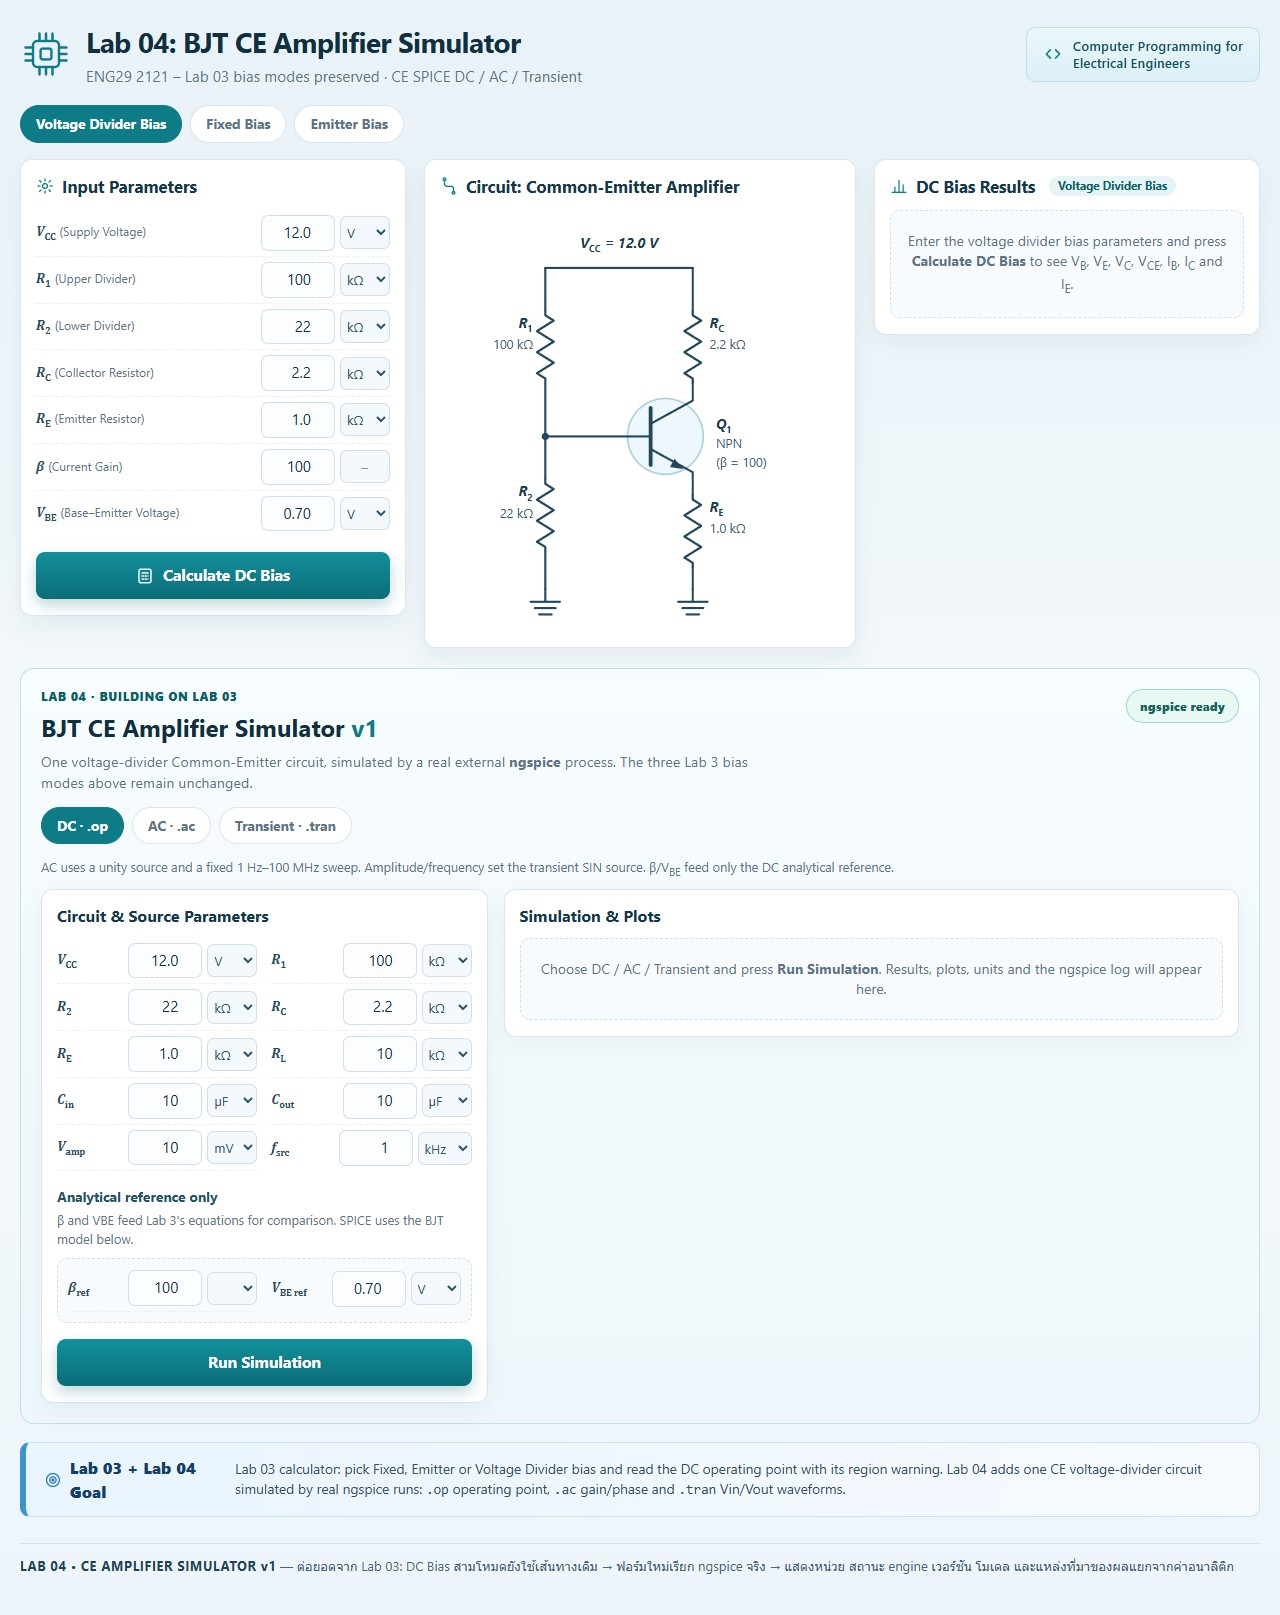 Lab 04: BJT CE Amplifier Simulator
ENG29 2121 – Lab 03 bias modes preserved · CE SPICE DC / AC / Transient
Computer Programming for
Electrical Engineers
Voltage Divider Bias
Fixed Bias
Emitter Bias
Input Parameters
VCC (Supply Voltage) 12.0 V
R1 (Upper Divider) 100 kΩ
R2 (Lower Divider) 22 kΩ
RC (Collector Resistor) 2.2 kΩ
RE (Emitter Resistor) 1.0 kΩ
β (Current Gain) 100 –
VBE (Base–Emitter Voltage) 0.70 V
Calculate DC Bias
Circuit: Common-Emitter Amplifier
VCC = 12.0 V
R1
100 kΩ
RC
2.2 kΩ
Q1
NPN
(β = 100)
R2
22 kΩ
RE
1.0 kΩ
DC Bias Results Voltage Divider Bias
Enter the voltage divider bias parameters and press
Calculate DC Bias to see VB, VE, VC, VCE, IB, IC and
IE.
LAB 04 · BUILDING ON LAB 03
BJT CE Amplifier Simulator v1
ngspice ready
One voltage-divider Common-Emitter circuit, simulated by a real external ngspice process. The three Lab 3 bias
modes above remain unchanged.
DC · .op
AC · .ac
Transient · .tran
AC uses a unity source and a fixed 1 Hz–100 MHz sweep. Amplitude/frequency set the transient SIN source. β/VBE feed only the DC analytical reference.
Circuit & Source Parameters
VCC 12.0 V R1 100 kΩ
R2 22 kΩ RC 2.2 kΩ
RE 1.0 kΩ RL 10 kΩ
Cin 10 µF Cout 10 µF
Vamp 10 mV fsrc 1 kHz
Analytical reference only
β and VBE feed Lab 3's equations for comparison. SPICE uses the BJT
model below.
βref 100 VBE ref 0.70 V
Run Simulation
Simulation & Plots
Choose DC / AC / Transient and press Run Simulation. Results, plots, units and the ngspice log will appear
here.
Lab 03 + Lab 04
Goal
Lab 03 calculator: pick Fixed, Emitter or Voltage Divider bias and read the DC operating point with its region warning. Lab 04 adds one CE voltage-divider circuit
simulated by real ngspice runs: .op operating point, .ac gain/phase and .tran Vin/Vout waveforms.
LAB 04 • CE AMPLIFIER SIMULATOR v1 — ต่อยอดจาก Lab 03: DC Bias สามโหมดยังใช้เส้นทางเดิม → ฟอร์มใหม่เรียก ngspice จริง → แสดงหน่วย สถานะ engine เวอร์ชัน โมเดล และแหล่งที่มาของผลแยกจากค่าอนาลิติก